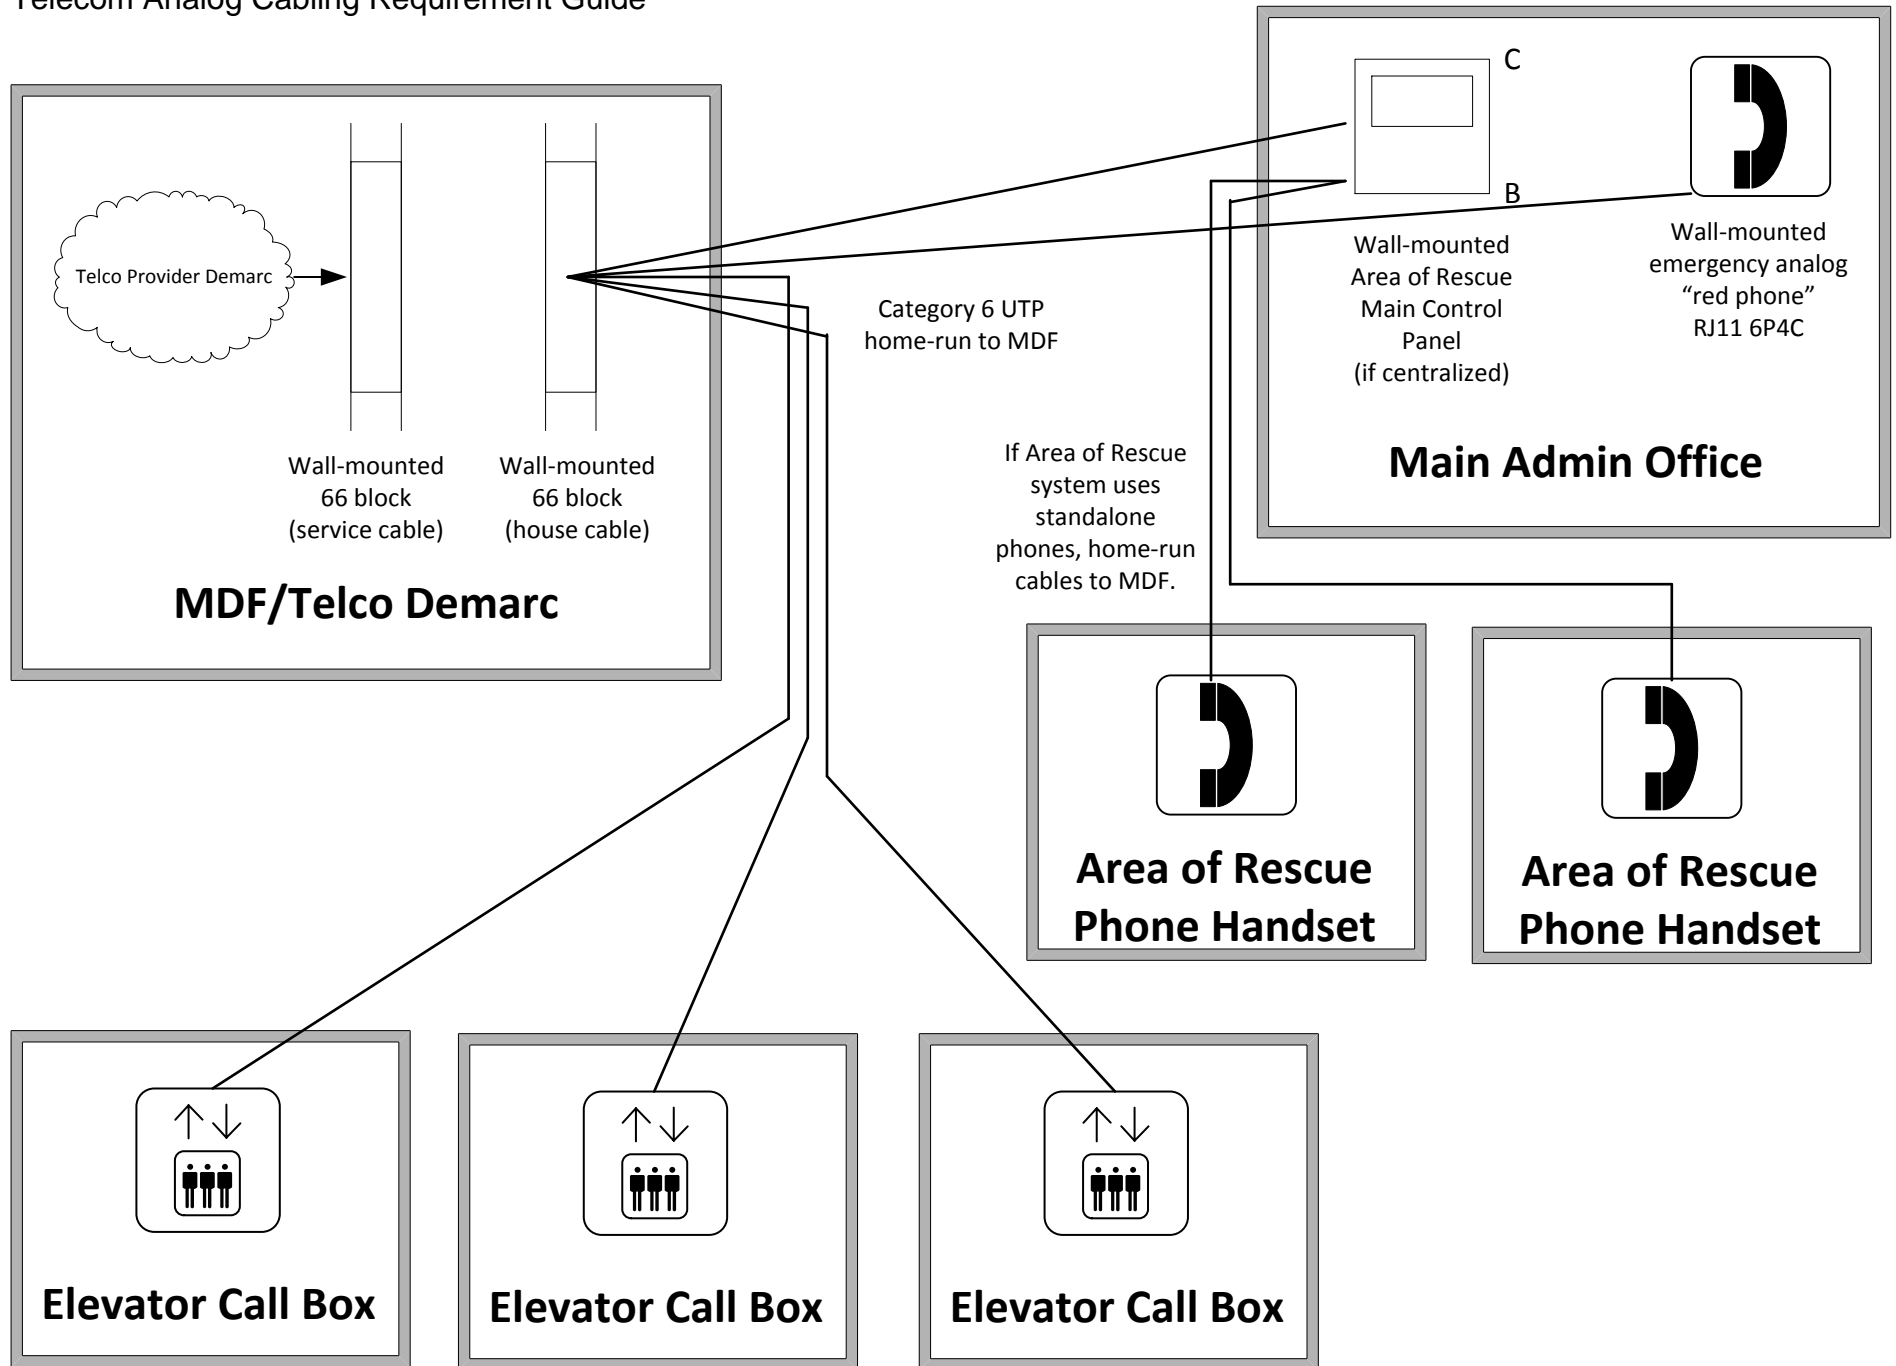 Telecom Analog Cabling Requirement Guide
C
B
Telco Provider Demarc
Wall-mounted
66 block
(service cable)
Wall-mounted
66 block
(house cable)
MDF/Telco Demarc
Category 6 UTP
home-run to MDF
Wall-mounted
Area of Rescue
Main Control
Panel
(if centralized)
Wall-mounted
emergency analog
“red phone”
RJ11 6P4C
Main Admin Office
If Area of Rescue
system uses
standalone
phones, home-run
cables to MDF.
Area of Rescue
Phone Handset
Area of Rescue
Phone Handset
Elevator Call Box
Elevator Call Box
Elevator Call Box